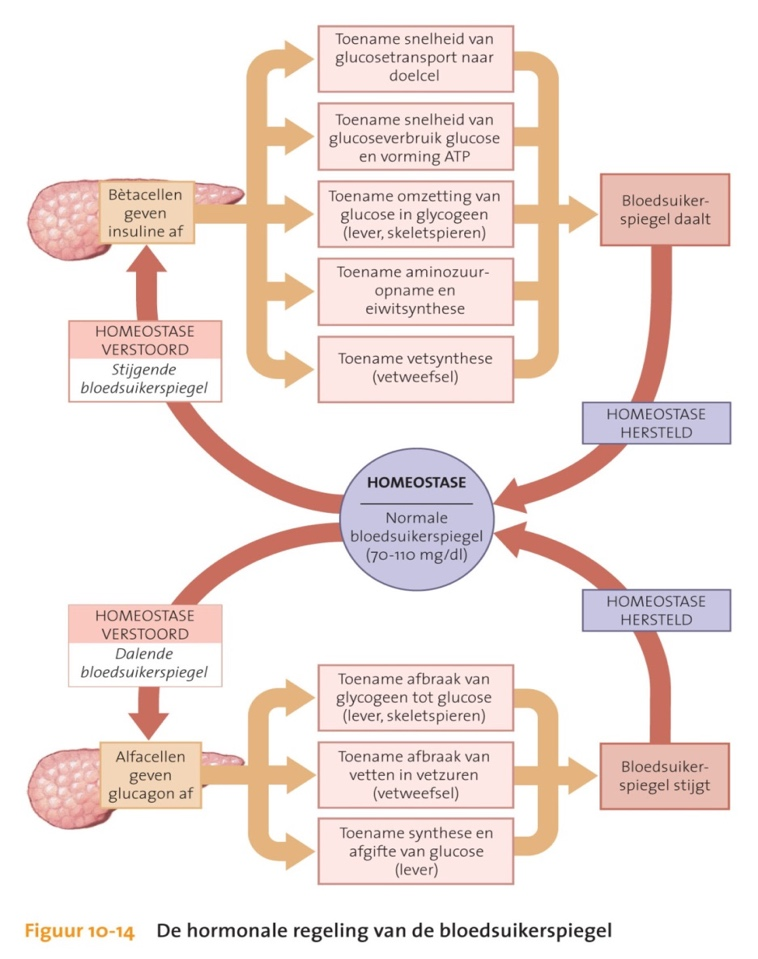 Toename snelheid van
glucosetransport naar
doelcel
Toename snelheid van
glucoseverbruik glucose
en vorming ATP
Bètacellen
geven
insuline af
Toename omzetting van
glucose in glycogeen
(lever, skeletspieren)
Bloedsuiker-
spiegel daalt
Toename aminozuur-
opname en
eiwitsynthese
HOMEOSTASE
VERSTOORD
Stijgende
bloedsuikerspiegel
Toename vetsynthese
(vetweefsel)
HOMEOSTASE
HERSTELD
HOMEOSTASE
Normale
bloedsuikerspiegel
(70-110 mg/dl)
HOMEOSTASE
VERSTOORD
Dalende
bloedsuikerspiegel
HOMEOSTASE
HERSTELD
Toename afbraak van
glycogeen tot glucose
(lever, skeletspieren)
Alfacellen
geven
glucagon af
Toename afbraak van
vetten in vetzuren
(vetweefsel)
Bloedsuiker-
spiegel stijgt
Toename synthese en
afgifte van glucose
(lever)
Figuur 10-14 De hormonale regeling van de bloedsuikerspiegel